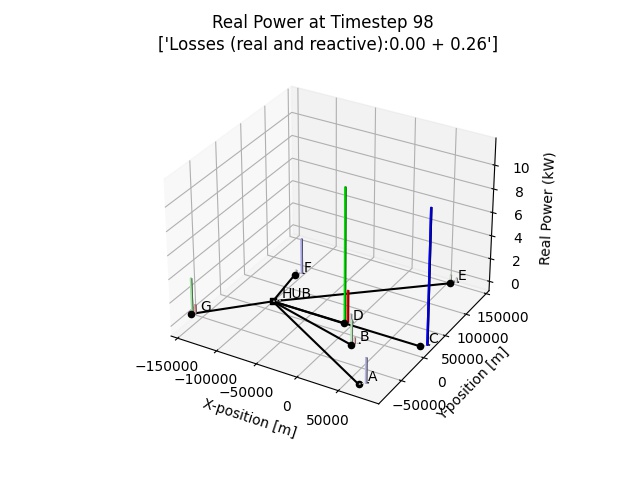 Real Power at Timestep 98
['Losses (real and reactive):0.00 + 0.26']
10
8
6
4
2
0
Real Power (kW)
F
E
HUB
G
D
B
C
A
150000
100000
50000
0
−50000
Y-position [m]
−150000
−100000
−50000
0
50000
X-position [m]